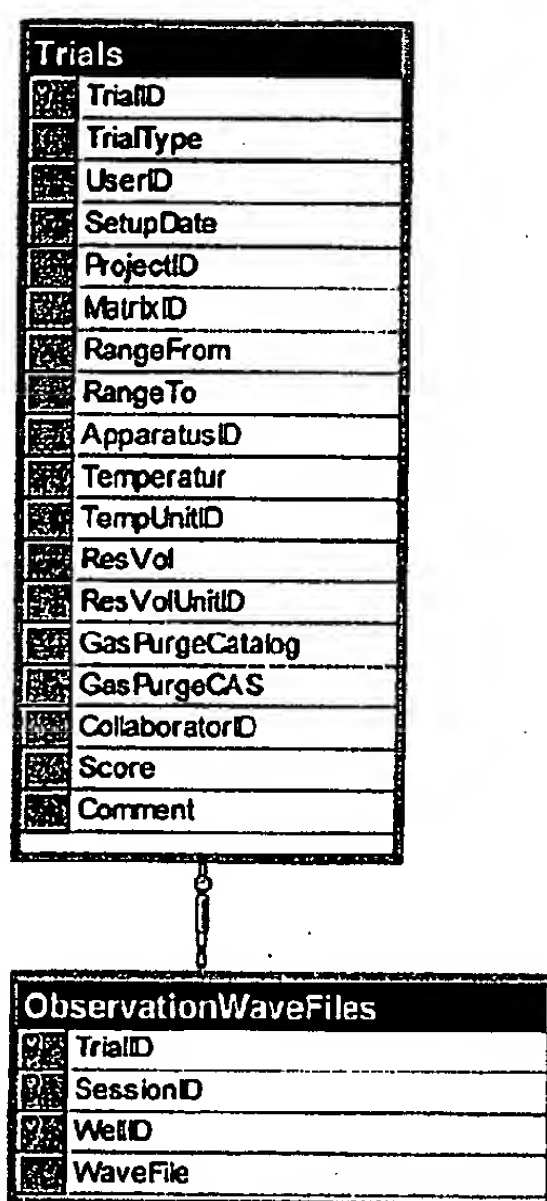 Trials
TrialID
TrialType
UserID
SetupDate
ProjectID
MatrixID
RangeFrom
RangeTo
ApparatusID
Temperatur
TempUnitID
ResVol
ResVolUnitID
GasPurgeCatalog
GasPurgeCAS
CollaboratorID
Score
Comment
ObservationWaveFiles
TrialID
SessionID
WellID
WaveFile